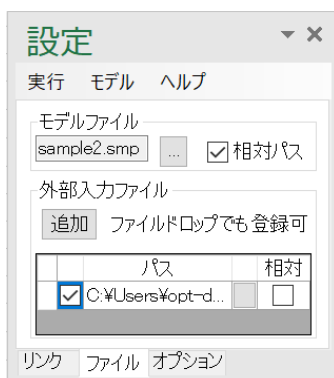 設定
実行 モデル ヘルプ
モデルファイル
sample2.smp ... 相対パス
外部入力ファイル
追加 ファイルドロップでも登録可
パス 相対
C:¥Users¥opt-d...
リンク ファイル オプション